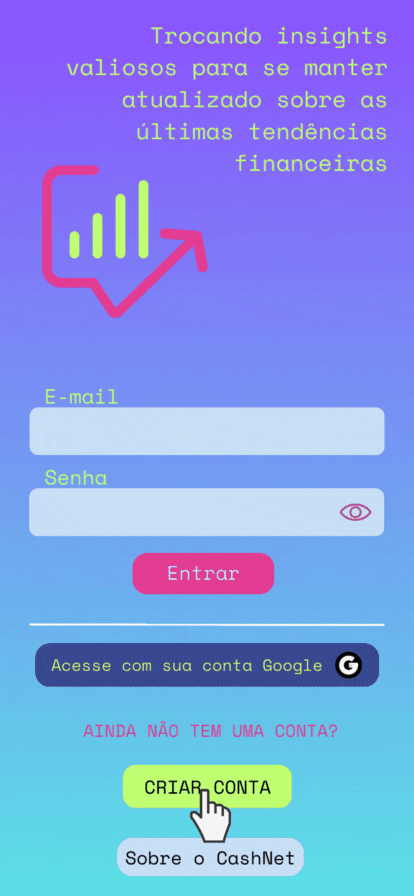 Trocando insights
valiosos para se manter
atualizado sobre as
últimas tendências
financeiras
E-mail
Senha
Entrar
Acesse com sua conta Google G
AINDA NÃO TEM UMA CONTA?
CRIAR CONTA
Sobre o CashNet